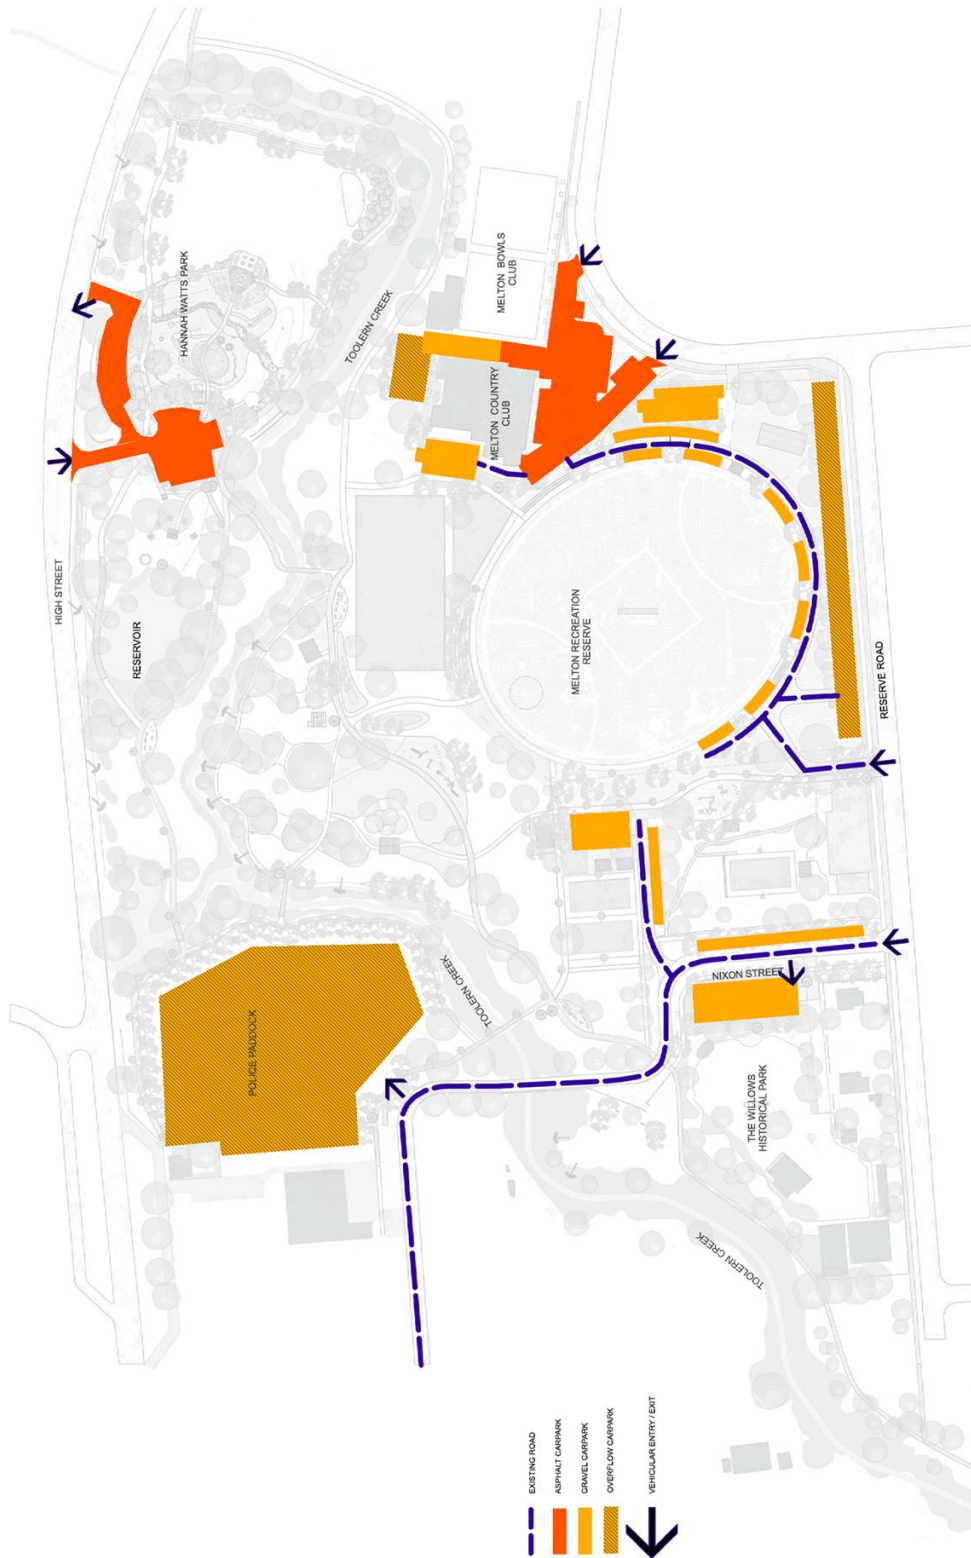 HIGH STREET
HANNAH WATTS PARK
RESERVOIR
TOOLERN CREEK
MELTON BOWLS
CLUB
MELTON COUNTRY
CLUB
MELTON RECREATION
RESERVE
RESERVE ROAD
POLICE PADDOCK
TOOLERN CREEK
NIXON STREET
THE WILLOWS
HISTORICAL PARK
TOOLERN CREEK
EXISTING ROAD
ASPHALT CARPARK
GRAVEL CARPARK
OVERFLOW CARPARK
VEHICULAR ENTRY / EXIT